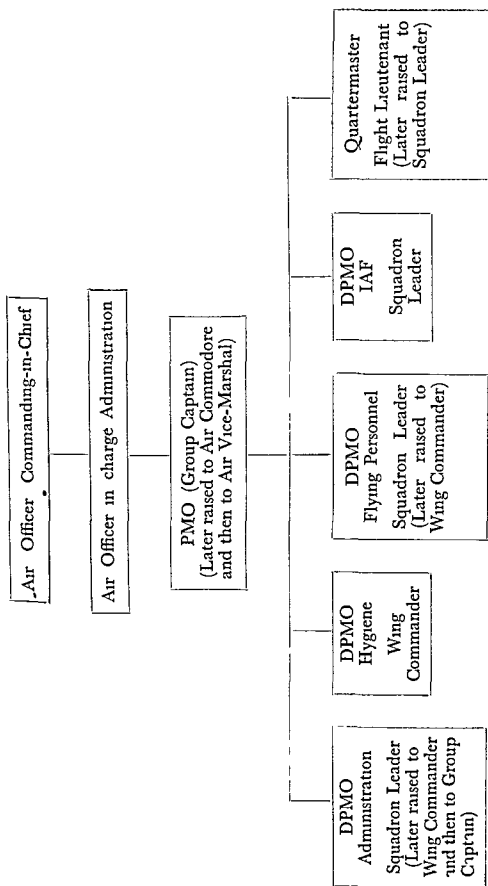 Air Officer Commanding-in-Chief
Air Officer in charge Administration
PMO (Group Captain)
(Later raised to Air Commodore
and then to Air Vice-Marshal)
DPMO
Administration
Squadron Leader
(Later raised to
Wing Commander
and then to Group
Captain)
DPMO
Hygiene
Wing
Commander
DPMO
Flying Personnel
Squadron Leader
(Later raised to
Wing Commander)
DPMO
IAF
Squadron
Leader
Quartermaster
Flight Lieutenant
(Later raised to
Squadron Leader)